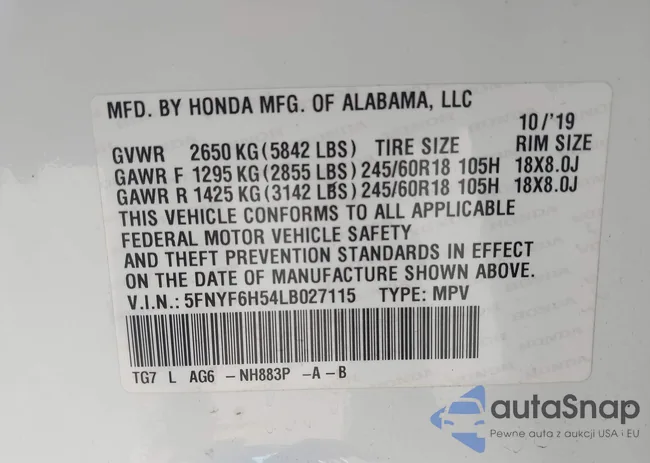 MFD. BY HONDA MFG. OF ALABAMA, LLC
10/'19
GVWR 2650 KG (5842 LBS) TIRE SIZE RIM SIZE
GAWR F 1295 KG (2855 LBS) 245/60R18 105H 18X8.0J
GAWR R 1425 KG (3142 LBS) 245/60R18 105H 18X8.0J
THIS VEHICLE CONFORMS TO ALL APPLICABLE
FEDERAL MOTOR VEHICLE SAFETY
AND THEFT PREVENTION STANDARDS IN EFFECT
ON THE DATE OF MANUFACTURE SHOWN ABOVE.
V.I.N.: 5FNYF6H54LB027115 TYPE: MPV
TG7 L AG6 -NH883P -A -B
autaSnap
Pewne auta z aukcji USA i EU